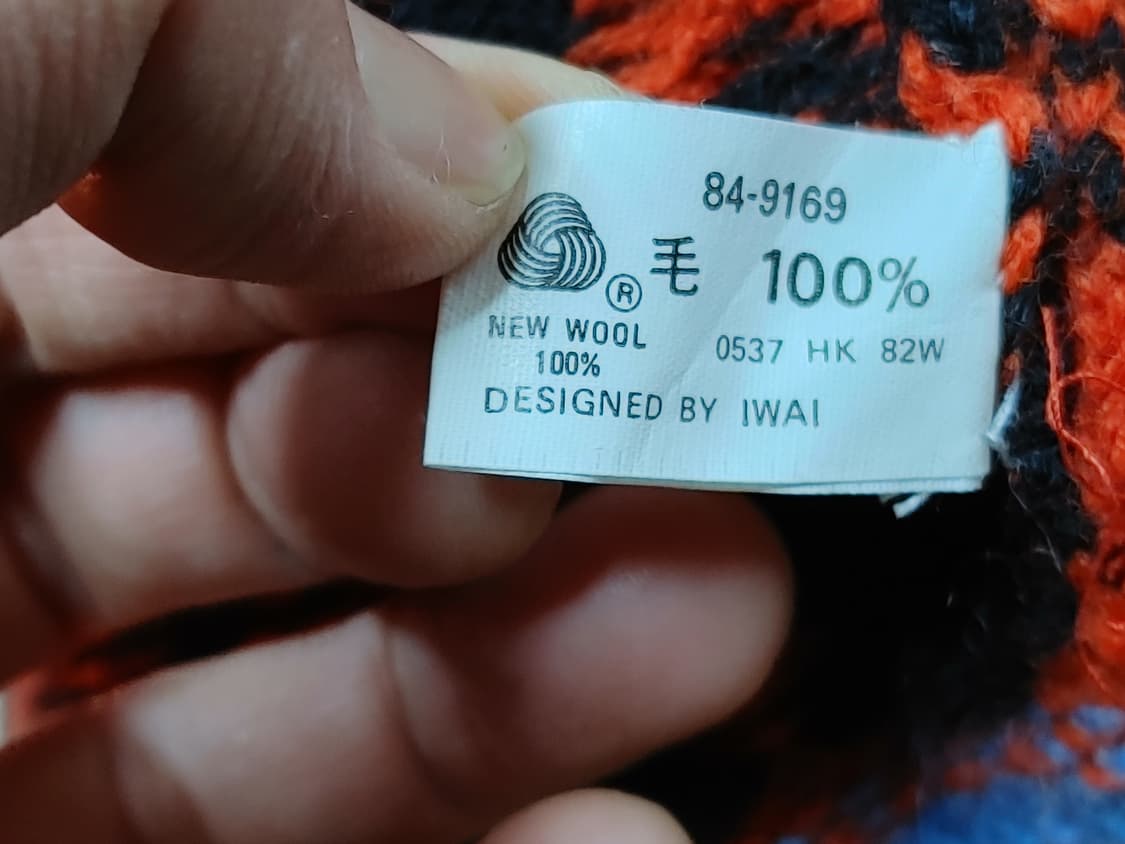 84-9169
® 毛 100%
NEW WOOL
100%
0537 HK 82W
DESIGNED BY IWAI